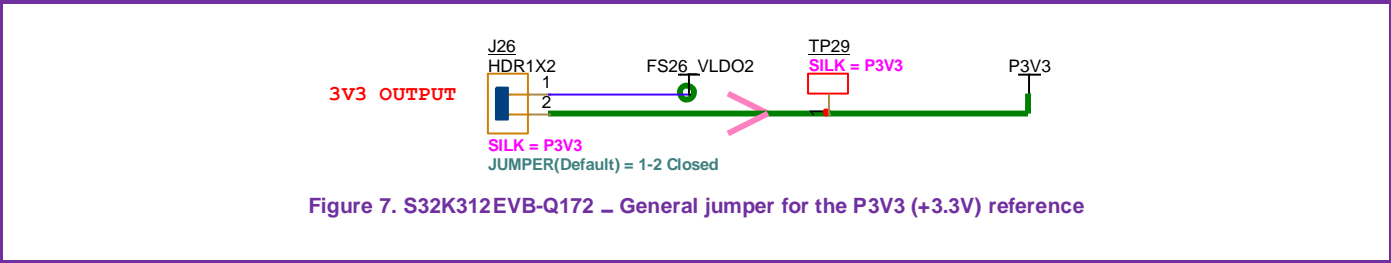 J26
HDR1X2
3V3 OUTPUT
1
2
FS26_VLDO2
TP29
SILK = P3V3
P3V3
SILK = P3V3
JUMPER(Default) = 1-2 Closed
Figure 7. S32K312EVB-Q172 – General jumper for the P3V3 (+3.3V) reference